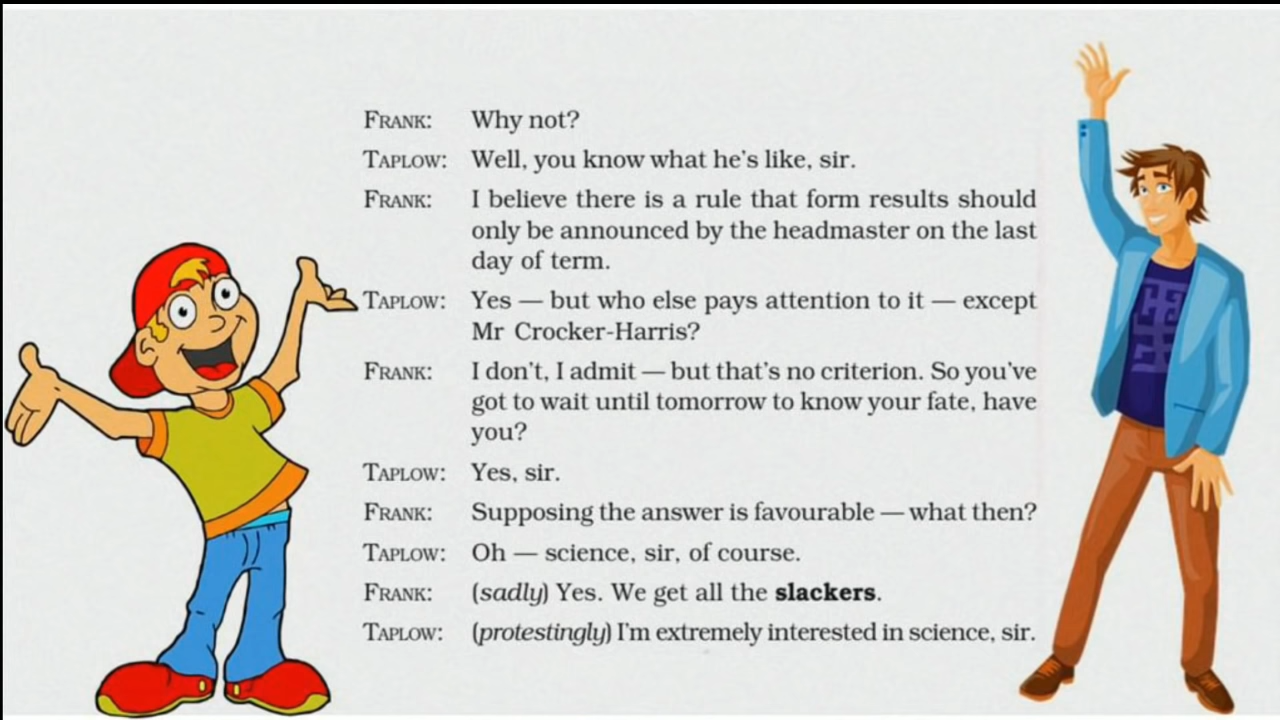 FRANK: Why not?
TAPLOW: Well, you know what he's like, sir.
FRANK: I believe there is a rule that form results should
only be announced by the headmaster on the last
day of term.
TAPLOW: Yes — but who else pays attention to it — except
Mr Crocker-Harris?
FRANK: I don't, I admit — but that's no criterion. So you've
got to wait until tomorrow to know your fate, have
you?
TAPLOW: Yes, sir.
FRANK: Supposing the answer is favourable — what then?
TAPLOW: Oh — science, sir, of course.
FRANK: (sadly) Yes. We get all the slackers.
TAPLOW: (protestingly) I'm extremely interested in science, sir.